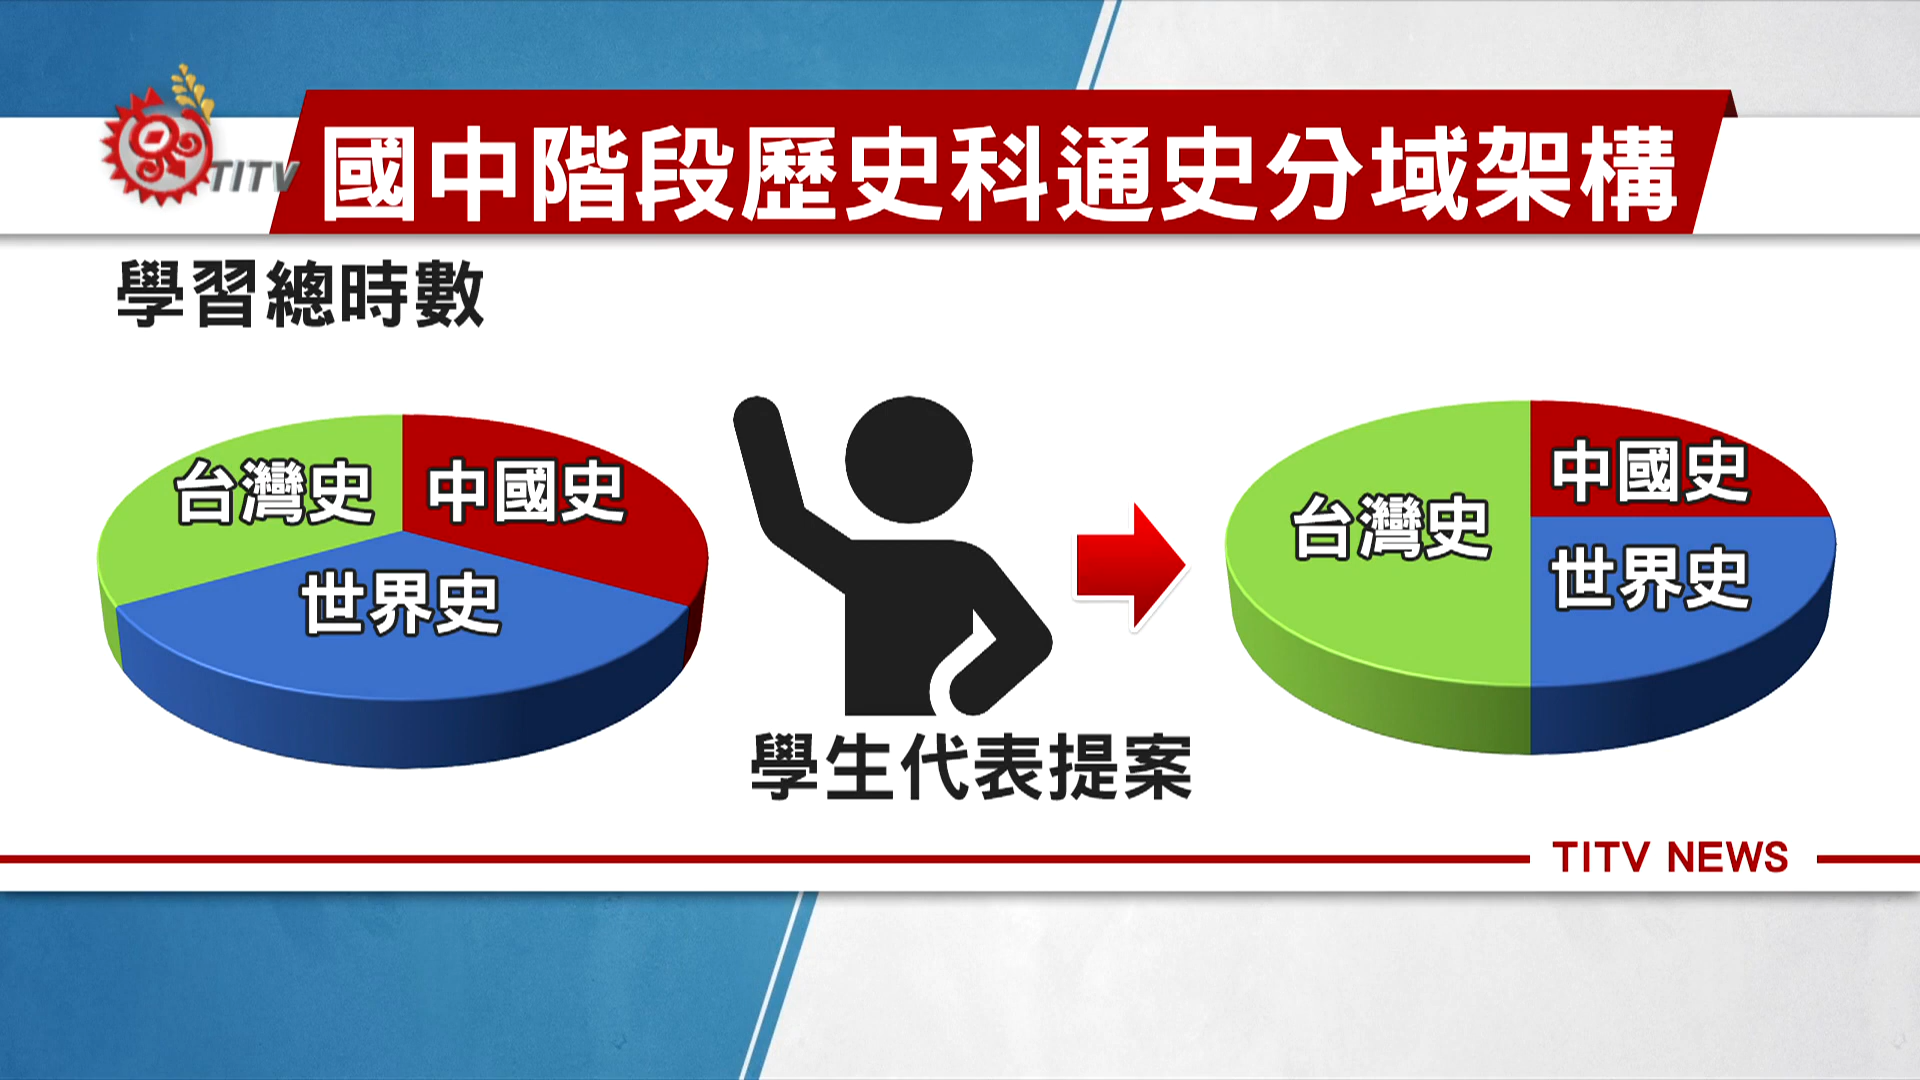 TITV
國中階段歷史科通史分域架構
學習總時數
台灣史
中國史
世界史
學生代表提案
台灣史
中國史
世界史
TITV NEWS